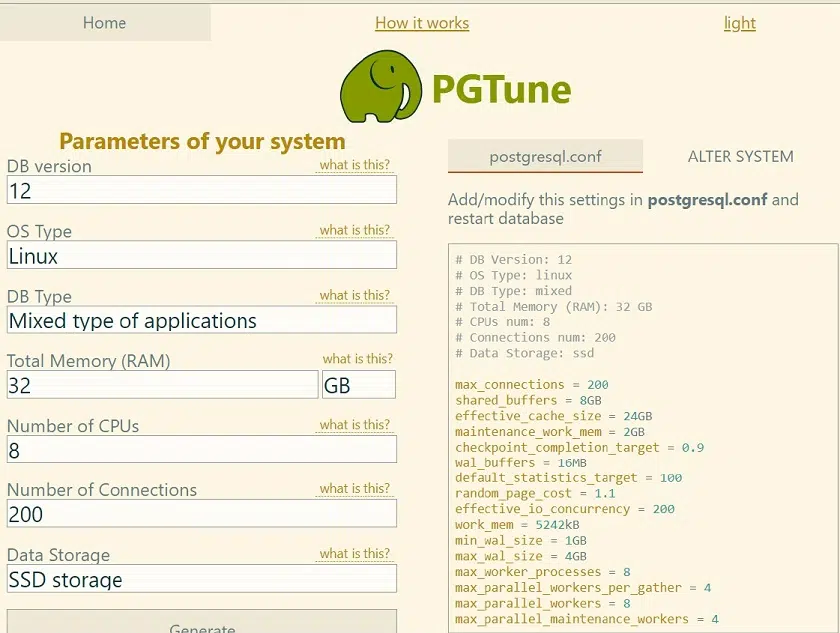 Home
How it works
light
PGTune
Parameters of your system
DB version
what is this?
12
OS Type
what is this?
Linux
DB Type
what is this?
Mixed type of applications
Total Memory (RAM)
what is this?
32
GB
Number of CPUs
what is this?
8
Number of Connections
what is this?
200
Data Storage
what is this?
SSD storage
Generate
postgresql.conf
ALTER SYSTEM
Add/modify this settings in postgresql.conf and
restart database
# DB Version: 12
# OS Type: linux
# DB Type: mixed
# Total Memory (RAM): 32 GB
# CPUs num: 8
# Connections num: 200
# Data Storage: ssd
max_connections = 200
shared_buffers = 8GB
effective_cache_size = 24GB
maintenance_work_mem = 2GB
checkpoint_completion_target = 0.9
wal_buffers = 16MB
default_statistics_target = 100
random_page_cost = 1.1
effective_io_concurrency = 200
work_mem = 5242kB
min_wal_size = 1GB
max_wal_size = 4GB
max_worker_processes = 8
max_parallel_workers_per_gather = 4
max_parallel_workers = 8
max_parallel_maintenance_workers = 4